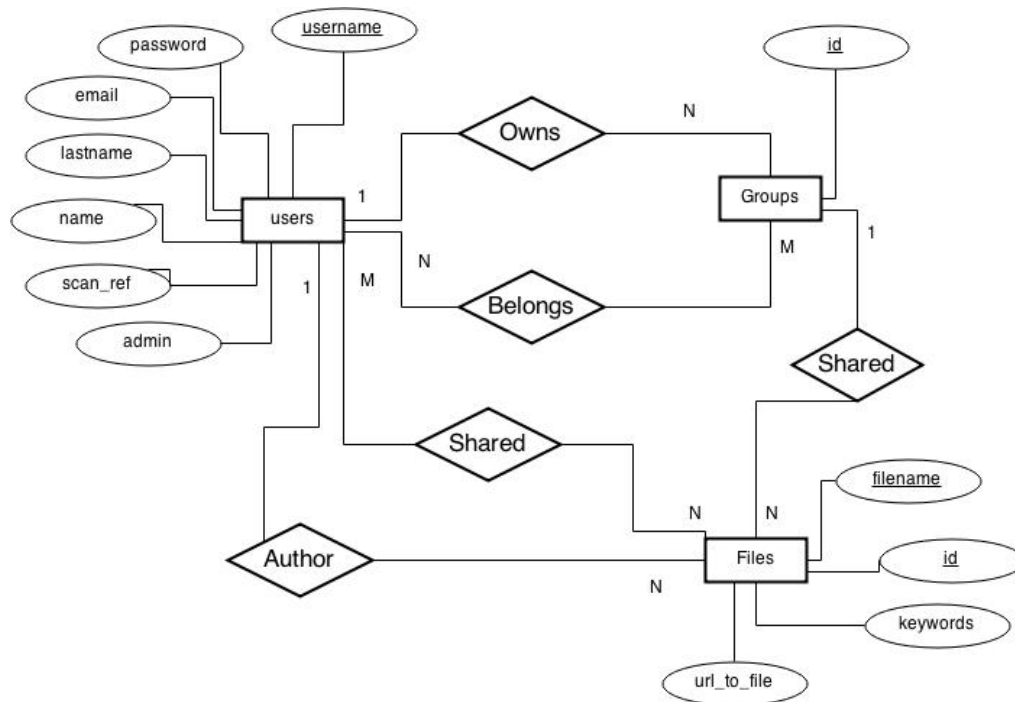 username
password
id
email
Owns
N
lastname
1
users
Groups
name
N
M
1
scan_ref
M
1
Belongs
admin
Shared
Shared
filename
N
N
Author
Files
id
N
keywords
url_to_file